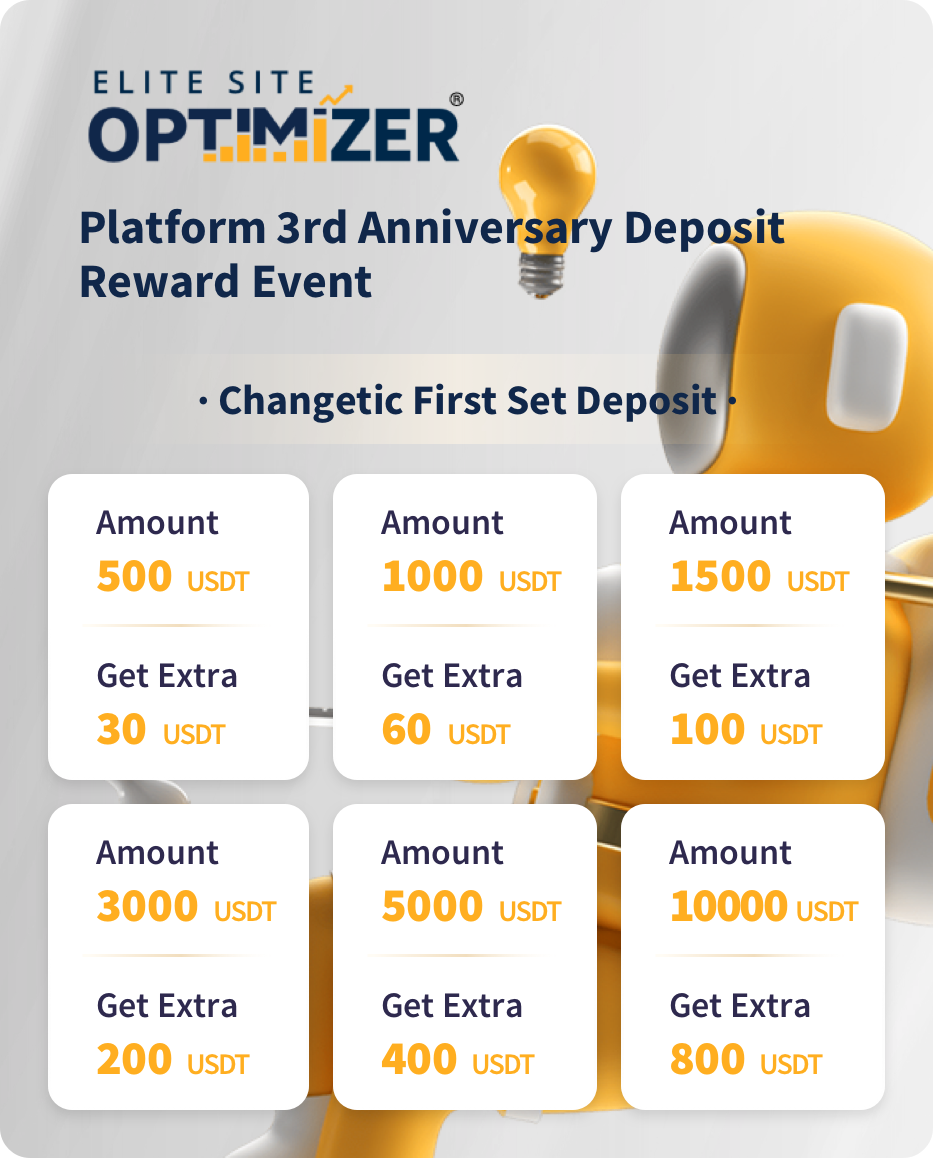 ELITE SITE
OPTIMIZER®
Platform 3rd Anniversary Deposit
Reward Event
· Changetic First Set Deposit ·
Amount Amount Amount
500 USDT 1000 USDT 1500 USDT
Get Extra Get Extra Get Extra
30 USDT 60 USDT 100 USDT
Amount Amount Amount
3000 USDT 5000 USDT 10000 USDT
Get Extra Get Extra Get Extra
200 USDT 400 USDT 800 USDT